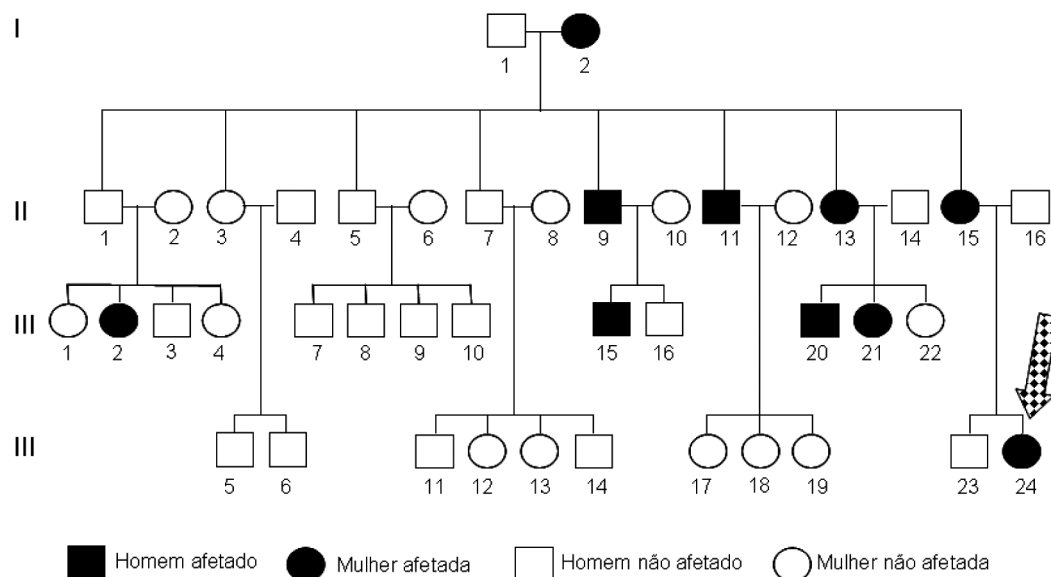 I
1 2
II
1 2 3 4 5 6 7 8 9 10 11 12 13 14 15 16
III
1 2 3 4 7 8 9 10 15 16 20 21 22
III
5 6 11 12 13 14 17 18 19 23 24
Homem afetado Mulher afetada Homem não afetado Mulher não afetada